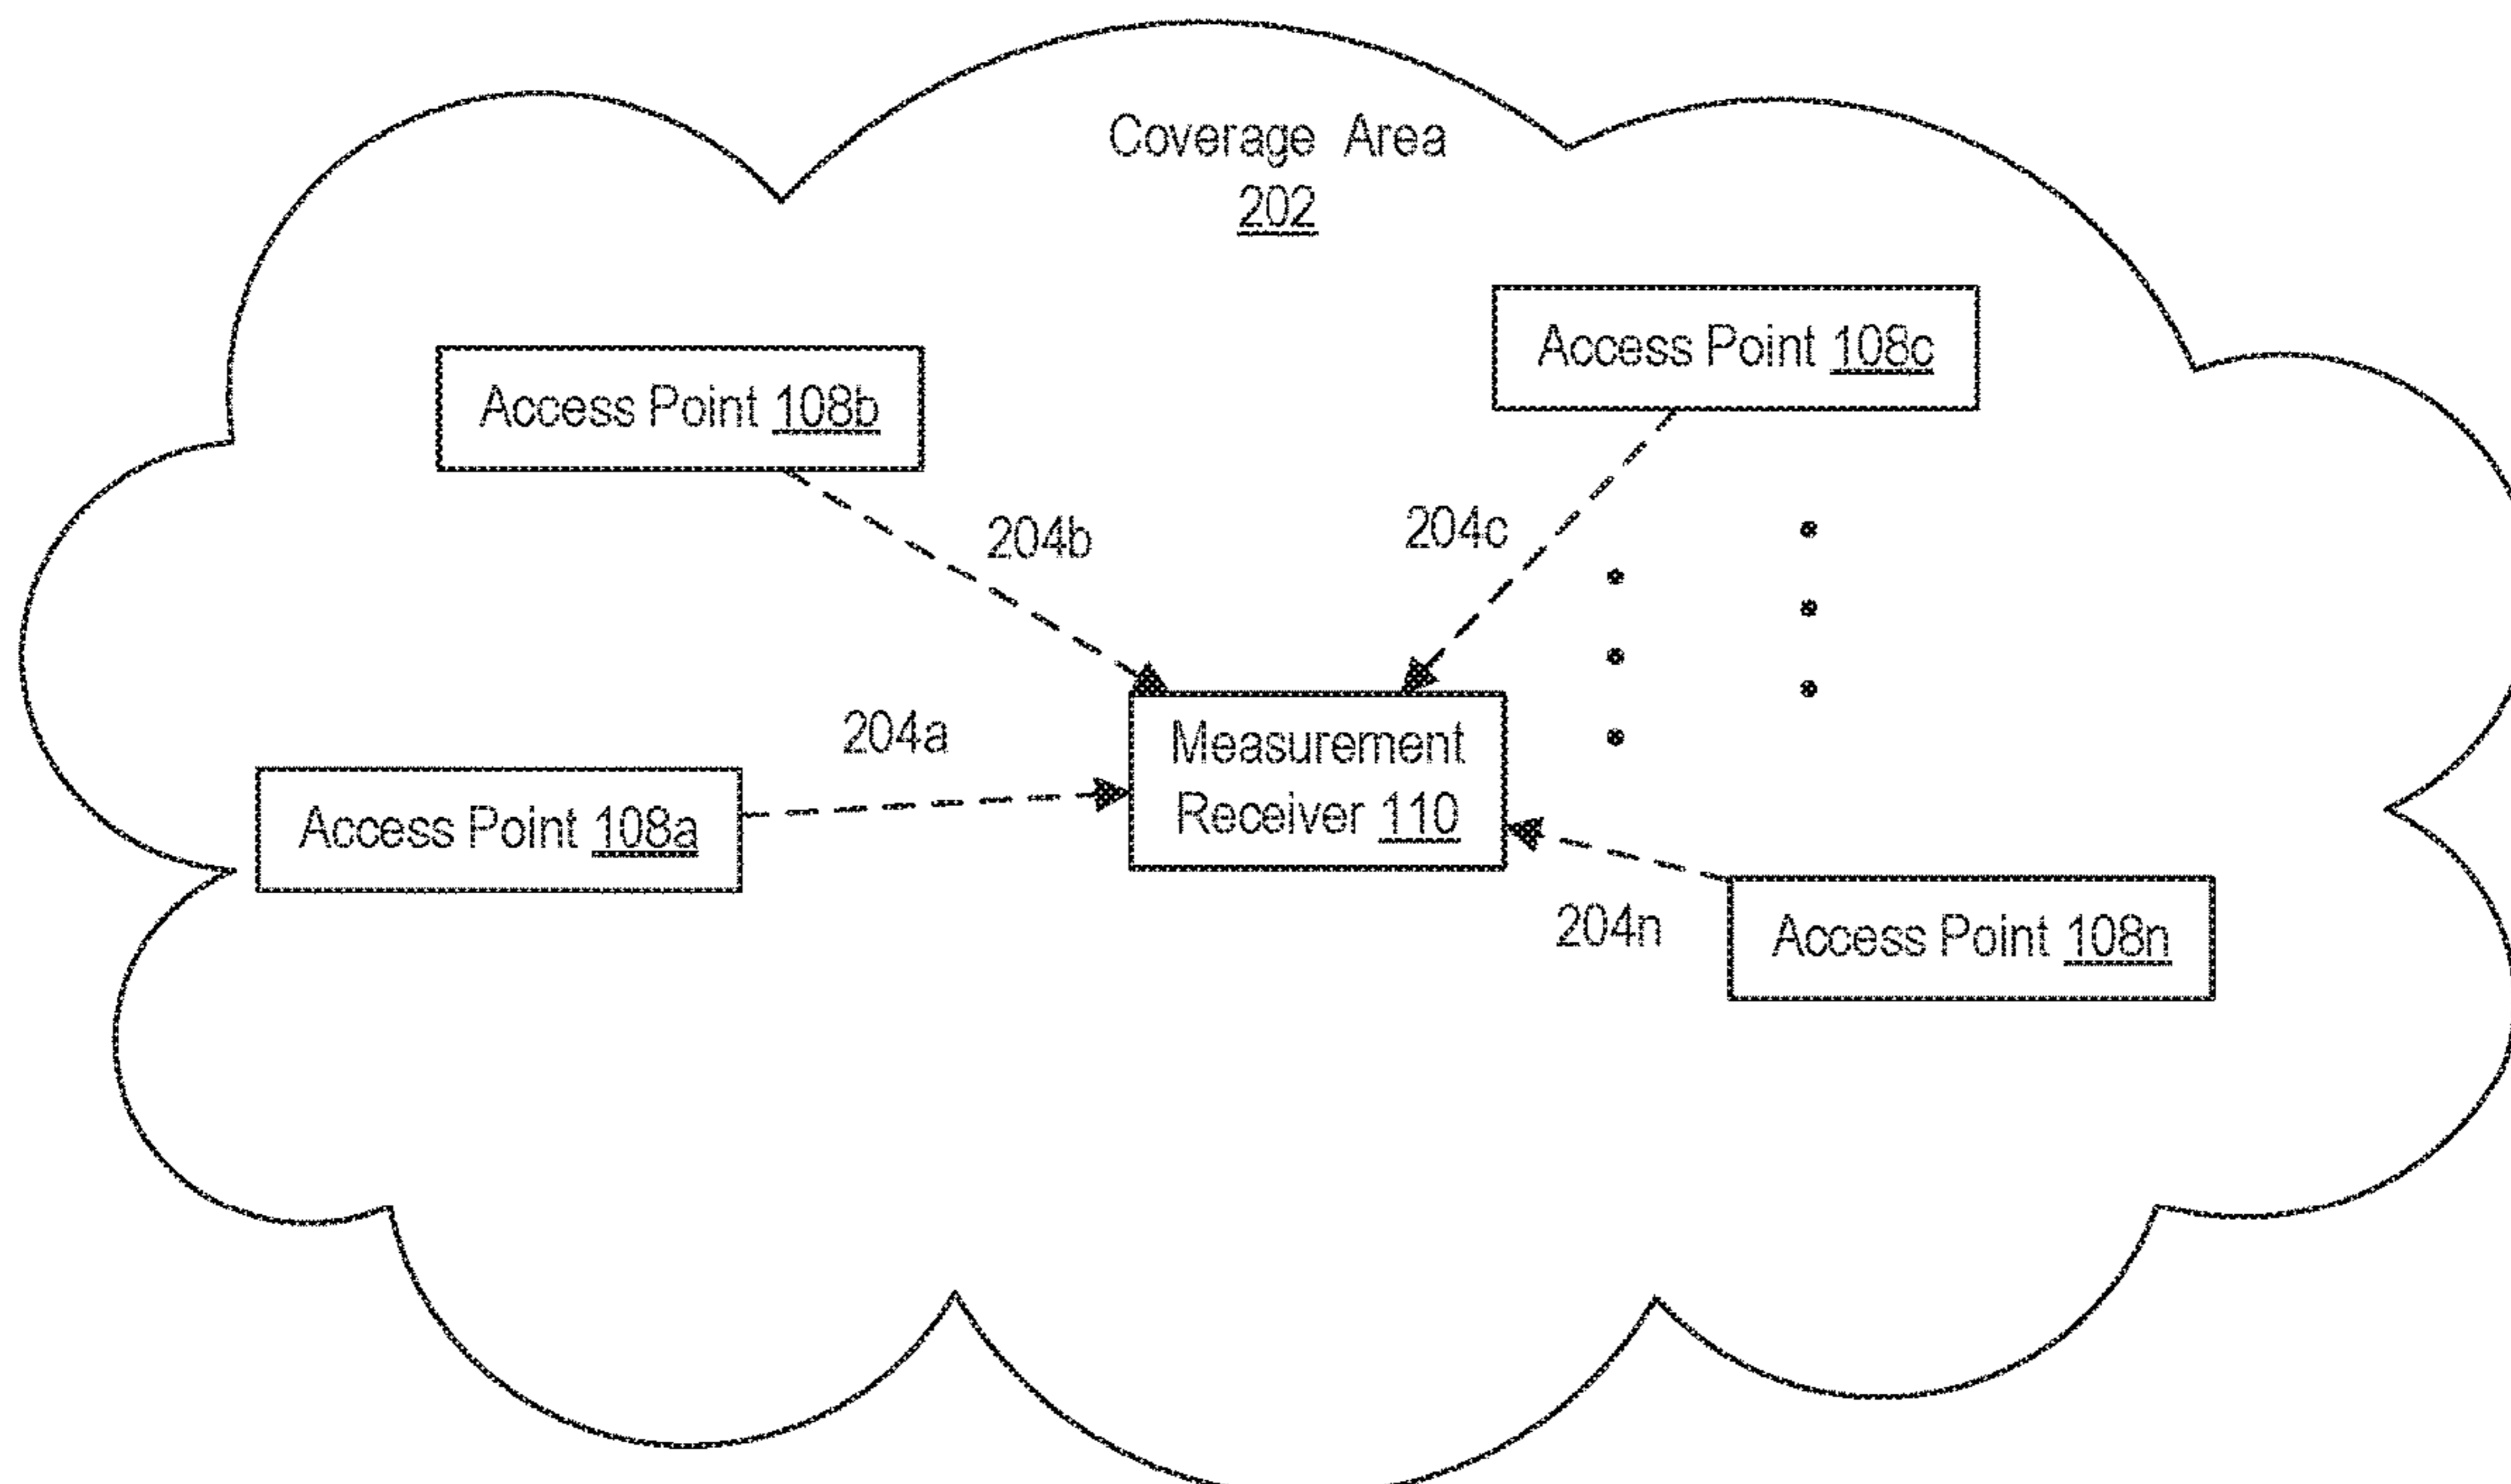 Coverage Area
202
Access Point 108c
Access Point 108b
204b
204c
204a
Measurement
Receiver 110
Access Point 108a
204n
Access Point 108n